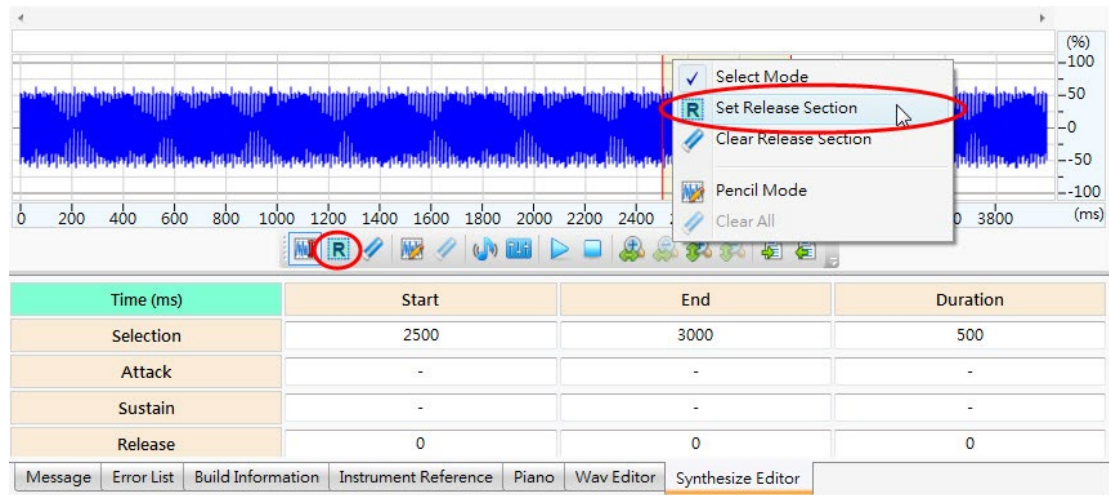 (%)
100
50
0
-50
-100
Select Mode
R Set Release Section
Clear Release Section
Pencil Mode
Clear All
0 200 400 600 800 1000 1200 1400 1600 1800 2000 2200 2400 3800 (ms)
R
Time (ms) Start End Duration
Selection 2500 3000 500
Attack - - -
Sustain - - -
Release 0 0 0
Message Error List Build Information Instrument Reference Piano Wav Editor Synthesize Editor